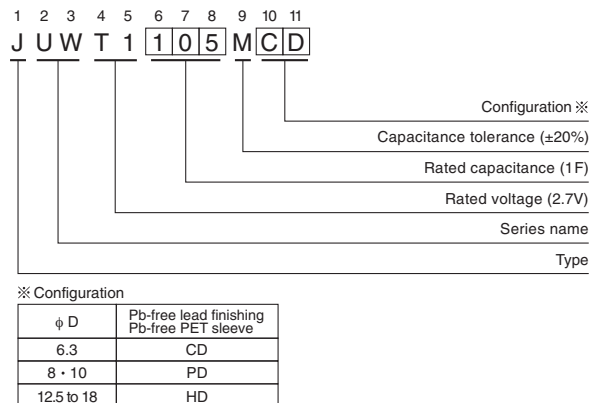 1 2 3 4 5 6 7 8 9 10 11
J U W T 1 1 0 5 M C D
Configuration ※
Capacitance tolerance (±20%)
Rated capacitance (1F)
Rated voltage (2.7V)
Series name
Type
※ Configuration
ϕ D Pb-free lead finishing
Pb-free PET sleeve
6.3 CD
8・10 PD
12.5 to 18 HD